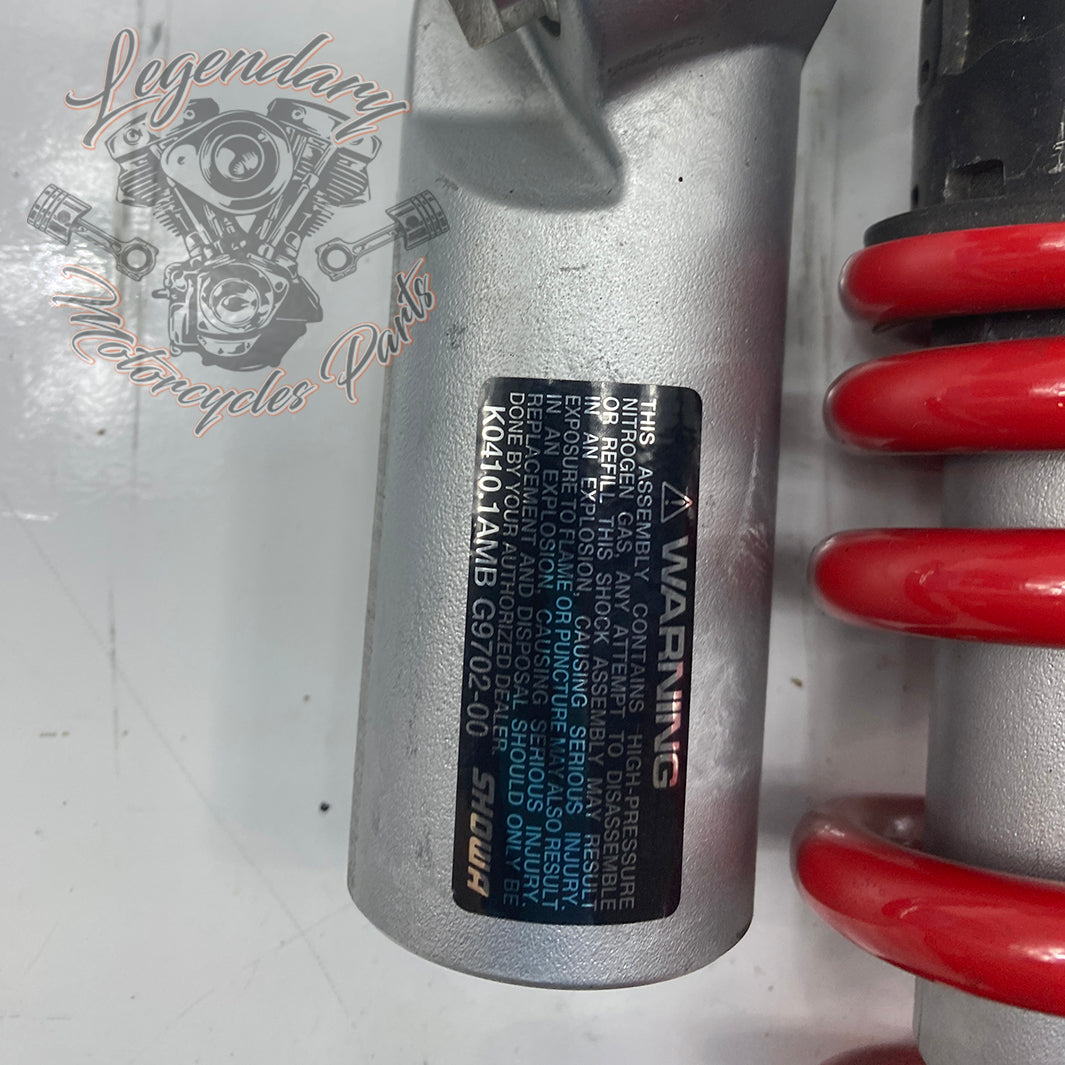 Legendary
Motorcycles Parts
⚠ WARNING
THIS ASSEMBLY CONTAINS HIGH-PRESSURE
NITROGEN GAS, ANY ATTEMPT TO DISASSEMBLE
OR REFILL THIS SHOCK ASSEMBLY MAY RESULT
IN AN EXPLOSION, CAUSING SERIOUS INJURY.
EXPOSURE TO FLAME OR PUNCTURE MAY ALSO RESULT
IN AN EXPLOSION, CAUSING SERIOUS INJURY.
REPLACEMENT AND DISPOSAL SHOULD ONLY BE
DONE BY YOUR AUTHORIZED DEALER.
K0410.1AMB G9702-00 SHOWA